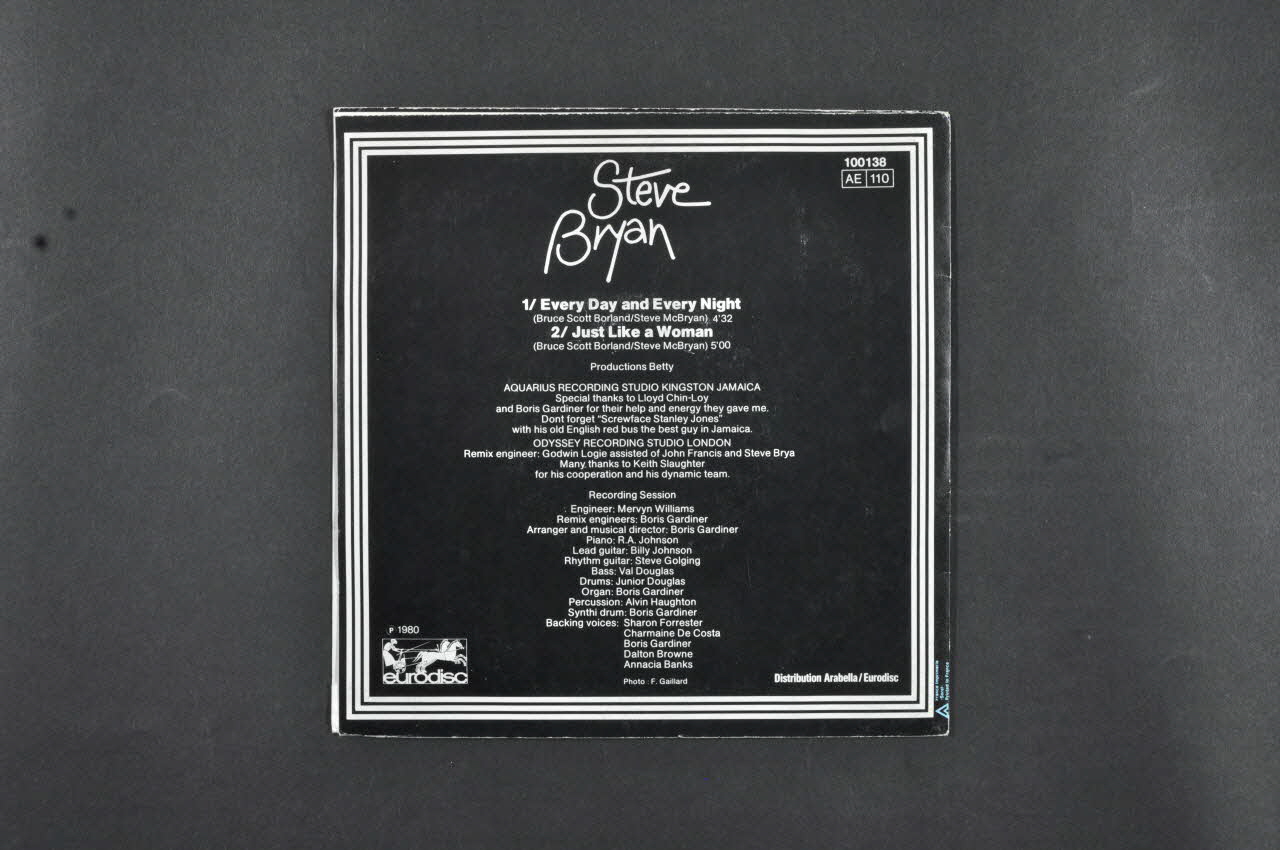 Steve
Bryan
100138
AE 110
1/ Every Day and Every Night
(Bruce Scott Borland/Steve McBryan) 4'32
2/ Just Like a Woman
(Bruce Scott Borland/Steve McBryan) 5'00
Productions Betty
AQUARIUS RECORDING STUDIO KINGSTON JAMAICA
Special thanks to Lloyd Chin-Loy
and Boris Gardiner for their help and energy they gave me.
Dont forget "Screwface Stanley Jones"
with his old English red bus the best guy in Jamaica.
ODYSSEY RECORDING STUDIO LONDON
Remix engineer: Godwin Logie assisted of John Francis and Steve Brya
Many thanks to Keith Slaughter
for his cooperation and his dynamic team.
Recording Session
Engineer: Mervyn Williams
Remix engineers: Boris Gardiner
Arranger and musical director: Boris Gardiner
Piano: R.A. Johnson
Lead guitar: Billy Johnson
Rhythm guitar: Steve Golging
Bass: Val Douglas
Drums: Junior Douglas
Organ: Boris Gardiner
Percussion: Alvin Haughton
Synthi drum: Boris Gardiner
Backing voices: Sharon Forrester
Charmaine De Costa
Boris Gardiner
Dalton Browne
Annacia Banks
Photo : F. Gaillard
℗ 1980
eurodisc
Distribution Arabella/Eurodisc
Printed in France